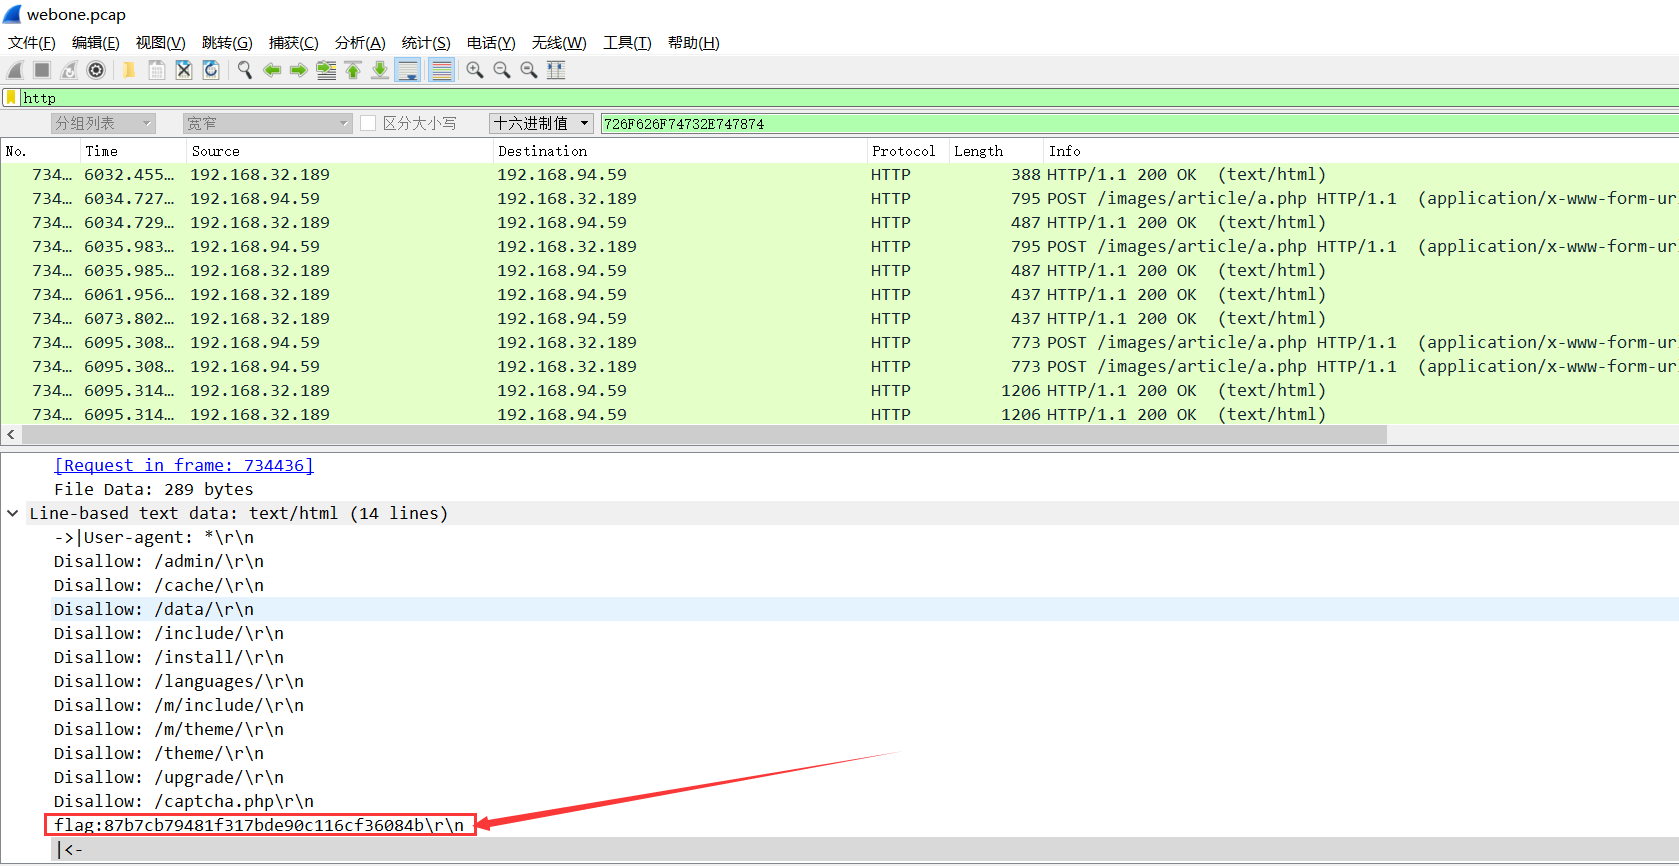 webone.pcap
文件(F) 编辑(E) 视图(V) 跳转(G) 捕获(C) 分析(A) 统计(S) 电话(Y) 无线(W) 工具(T) 帮助(H)
http
分组列表 宽窄 区分大小写 十六进制值 726F626F74732E747874
No. Time Source Destination Protocol Length Info
734… 6032.455… 192.168.32.189 192.168.94.59 HTTP 388 HTTP/1.1 200 OK (text/html)
734… 6034.727… 192.168.94.59 192.168.32.189 HTTP 795 POST /images/article/a.php HTTP/1.1 (application/x-www-form-ur
734… 6034.729… 192.168.32.189 192.168.94.59 HTTP 487 HTTP/1.1 200 OK (text/html)
734… 6035.983… 192.168.94.59 192.168.32.189 HTTP 795 POST /images/article/a.php HTTP/1.1 (application/x-www-form-ur
734… 6035.985… 192.168.32.189 192.168.94.59 HTTP 487 HTTP/1.1 200 OK (text/html)
734… 6061.956… 192.168.32.189 192.168.94.59 HTTP 437 HTTP/1.1 200 OK (text/html)
734… 6073.802… 192.168.32.189 192.168.94.59 HTTP 437 HTTP/1.1 200 OK (text/html)
734… 6095.308… 192.168.94.59 192.168.32.189 HTTP 773 POST /images/article/a.php HTTP/1.1 (application/x-www-form-ur
734… 6095.308… 192.168.94.59 192.168.32.189 HTTP 773 POST /images/article/a.php HTTP/1.1 (application/x-www-form-ur
734… 6095.314… 192.168.32.189 192.168.94.59 HTTP 1206 HTTP/1.1 200 OK (text/html)
734… 6095.314… 192.168.32.189 192.168.94.59 HTTP 1206 HTTP/1.1 200 OK (text/html)
[Request in frame: 734436]
File Data: 289 bytes
Line-based text data: text/html (14 lines)
->|User-agent: *\r\n
Disallow: /admin/\r\n
Disallow: /cache/\r\n
Disallow: /data/\r\n
Disallow: /include/\r\n
Disallow: /install/\r\n
Disallow: /languages/\r\n
Disallow: /m/include/\r\n
Disallow: /m/theme/\r\n
Disallow: /theme/\r\n
Disallow: /upgrade/\r\n
Disallow: /captcha.php\r\n
flag:87b7cb79481f317bde90c116cf36084b\r\n
|<-